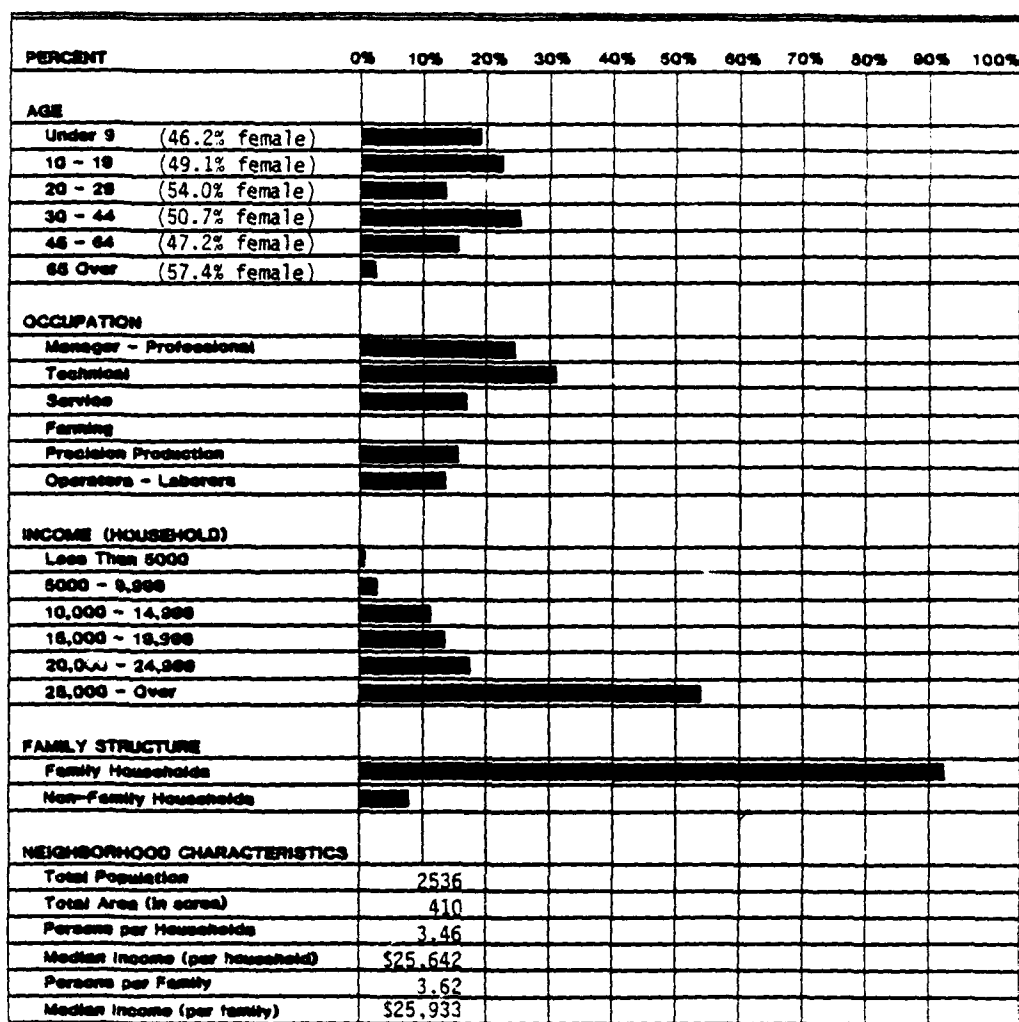 PERCENT 0% 10% 20% 30% 40% 50% 60% 70% 80% 90% 100%
AGE
Under 9 (46.2% female)
10 - 19 (49.1% female)
20 - 29 (54.0% female)
30 - 44 (50.7% female)
45 - 64 (47.2% female)
65 Over (57.4% female)
OCCUPATION
Manager - Professional
Technical
Service
Farming
Precision Production
Operators - Laborers
INCOME (HOUSEHOLD)
Less Than 5000
5000 - 9,999
10,000 - 14,999
15,000 - 19,999
20,000 - 24,999
25,000 - Over
FAMILY STRUCTURE
Family Households
Non-Family Households
NEIGHBORHOOD CHARACTERISTICS
Total Population 2536
Total Area (in acres) 410
Persons per Households 3.46
Median Income (per household) $25,642
Persons per Family 3.62
Median Income (per family) $25,933